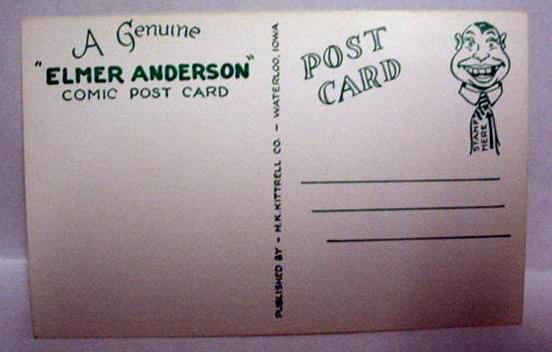 A Genuine
"ELMER ANDERSON"
COMIC POST CARD
PUBLISHED BY - H.K. KITTRELL CO. - WATERLOO, IOWA
POST
CARD
STAMP
HERE